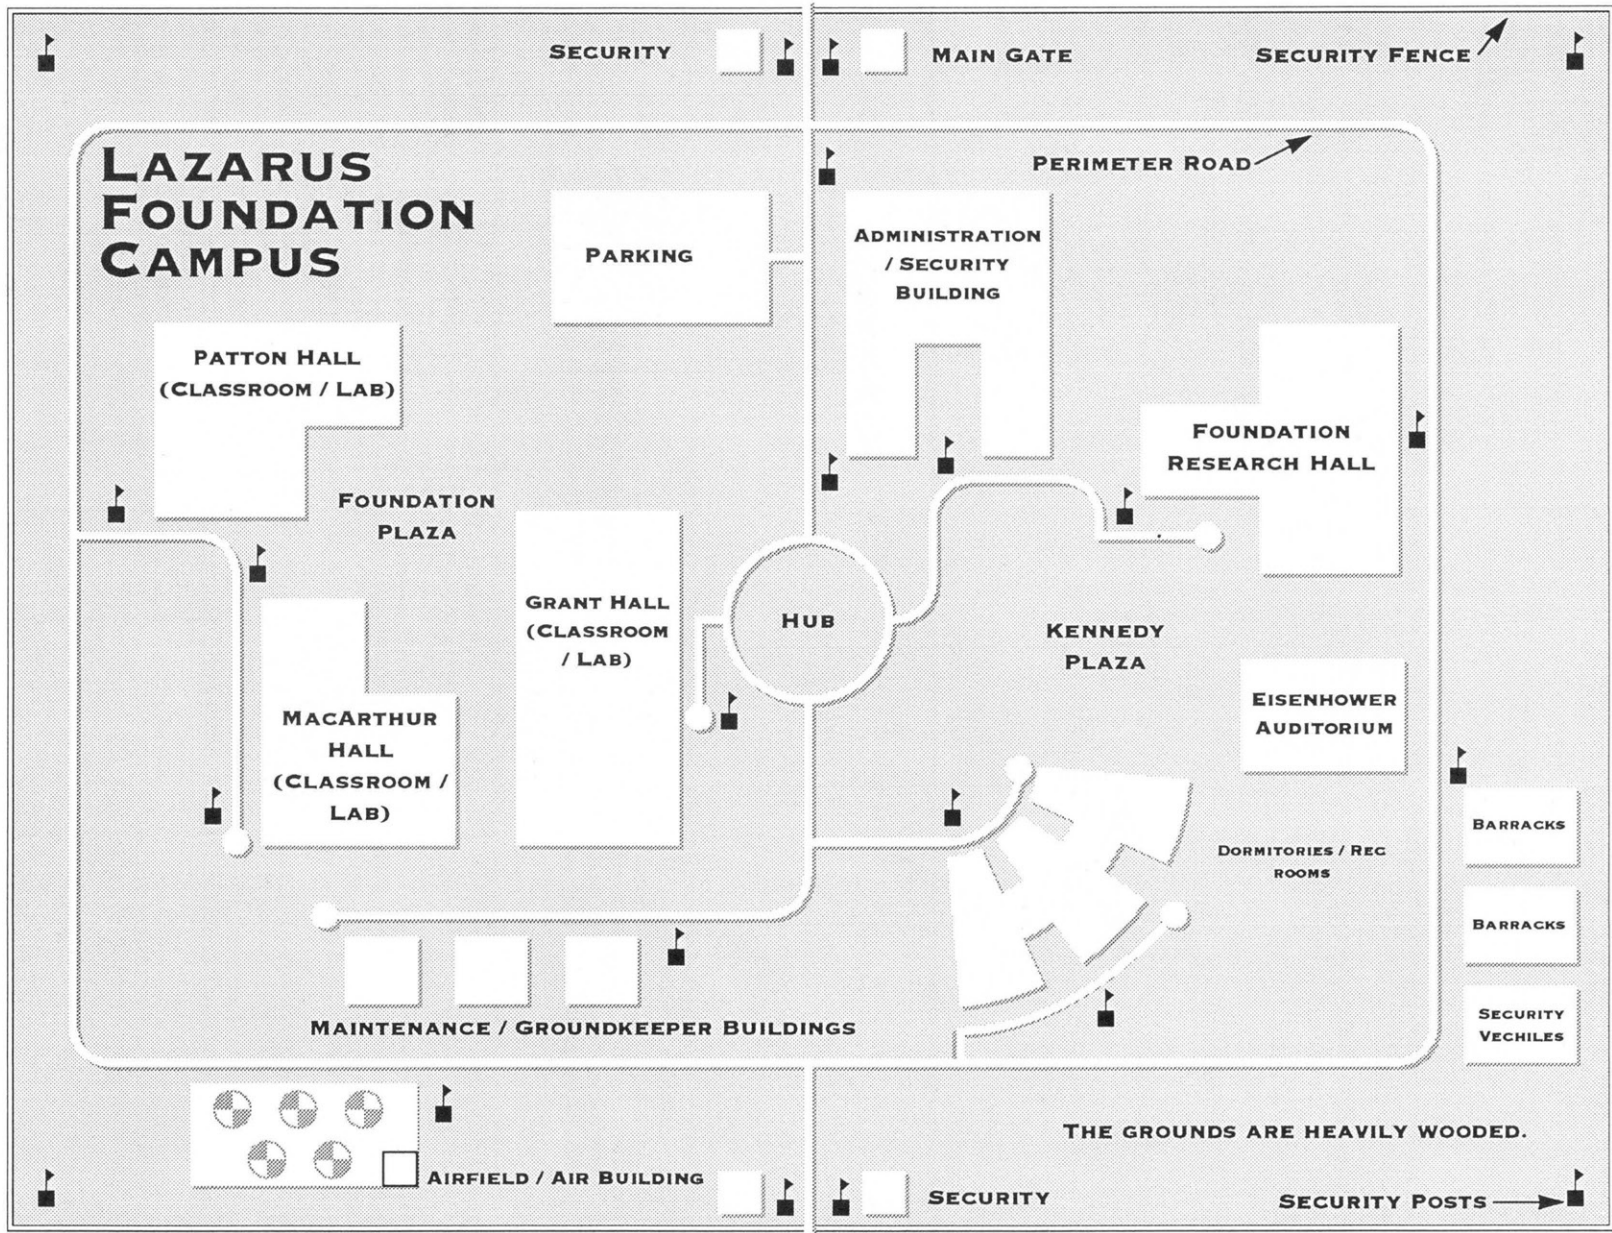 SECURITY
MAIN GATE
SECURITY FENCE
LAZARUS
FOUNDATION
CAMPUS
PERIMETER ROAD
PARKING
ADMINISTRATION
/ SECURITY
BUILDING
PATTON HALL
(CLASSROOM / LAB)
FOUNDATION
RESEARCH HALL
FOUNDATION
PLAZA
GRANT HALL
(CLASSROOM
/ LAB)
HUB
KENNEDY
PLAZA
EISENHOWER
AUDITORIUM
MACARTHUR
HALL
(CLASSROOM /
LAB)
BARRACKS
DORMITORIES / REC
ROOMS
BARRACKS
SECURITY
VECHILES
MAINTENANCE / GROUNDKEEPER BUILDINGS
THE GROUNDS ARE HEAVILY WOODED.
AIRFIELD / AIR BUILDING
SECURITY
SECURITY POSTS